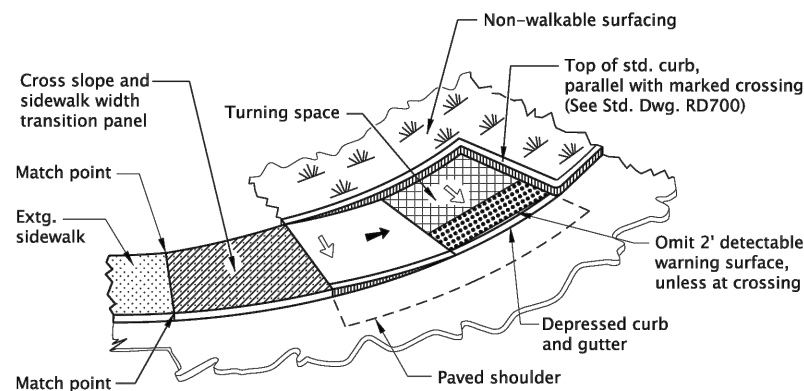 Non-walkable surfacing
Top of std. curb,
parallel with marked crossing
(See Std. Dwg. RD700)
Cross slope and
sidewalk width
transition panel
Turning space
Match point
Extg.
sidewalk
Omit 2' detectable
warning surface,
unless at crossing
Depressed curb
and gutter
Paved shoulder
Match point